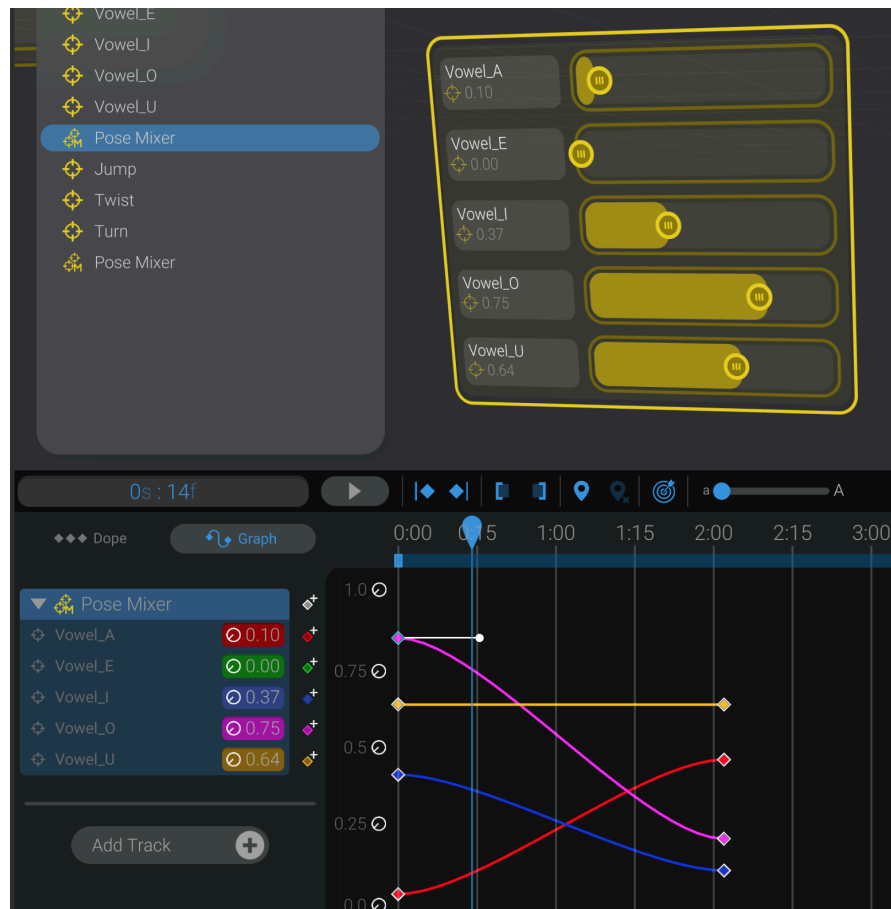 Vowel_E
Vowel_I
Vowel_O
Vowel_U
Pose Mixer
Jump
Twist
Turn
Pose Mixer
Vowel_A
0.10
Vowel_E
0.00
Vowel_I
0.37
Vowel_O
0.75
Vowel_U
0.64
0s : 14f
a A
Dope Graph
0:00 0:15 1:00 1:15 2:00 2:15 3:00
Pose Mixer
Vowel_A 0.10
Vowel_E 0.00
Vowel_I 0.37
Vowel_O 0.75
Vowel_U 0.64
Add Track
1.0
0.75
0.5
0.25
0.0